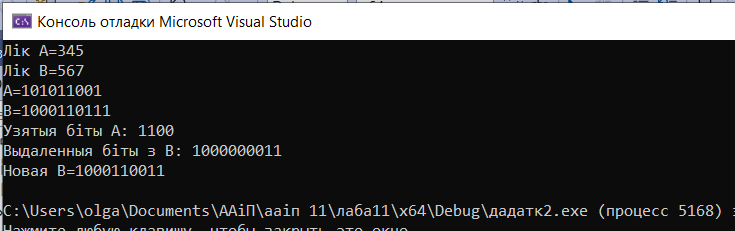 Консоль отладки Microsoft Visual Studio
Лік A=345
Лік B=567
A=101011001
B=1000110111
Узятыя біты A: 1100
Выдаленныя біты з B: 1000000011
Новая B=1000110011
C:\Users\olga\Documents\ААіП\ааіп 11\лаба11\x64\Debug\дадатк2.exe (процесс 5168)
Нажмите любую клавишу, чтобы закрыть это окно